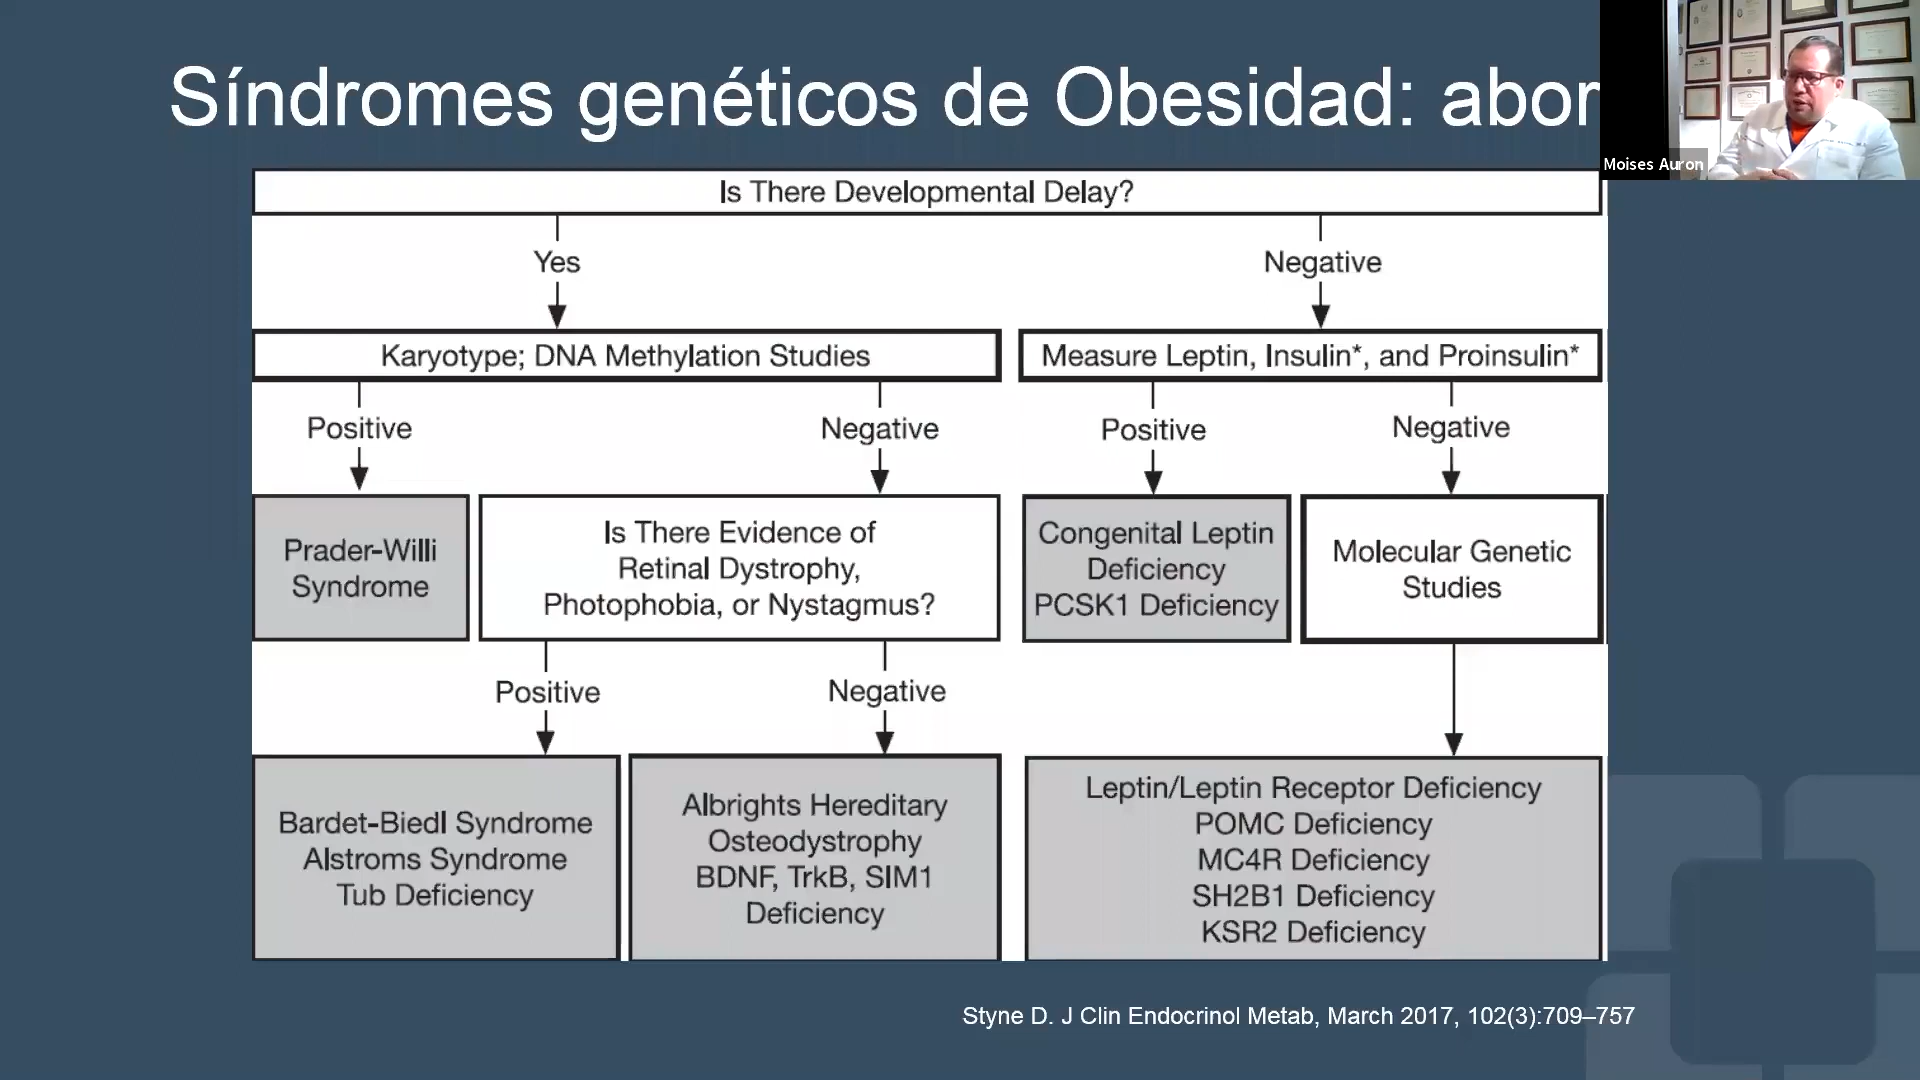 Síndromes genéticos de Obesidad: abor
Moises Auron
Is There Developmental Delay?
Yes
Negative
Karyotype; DNA Methylation Studies
Measure Leptin, Insulin*, and Proinsulin*
Positive
Negative
Positive
Negative
Prader-Willi
Syndrome
Is There Evidence of
Retinal Dystrophy,
Photophobia, or Nystagmus?
Congenital Leptin
Deficiency
PCSK1 Deficiency
Molecular Genetic
Studies
Positive
Negative
Bardet-Biedl Syndrome
Alstroms Syndrome
Tub Deficiency
Albrights Hereditary
Osteodystrophy
BDNF, TrkB, SIM1
Deficiency
Leptin/Leptin Receptor Deficiency
POMC Deficiency
MC4R Deficiency
SH2B1 Deficiency
KSR2 Deficiency
Styne D. J Clin Endocrinol Metab, March 2017, 102(3):709–757